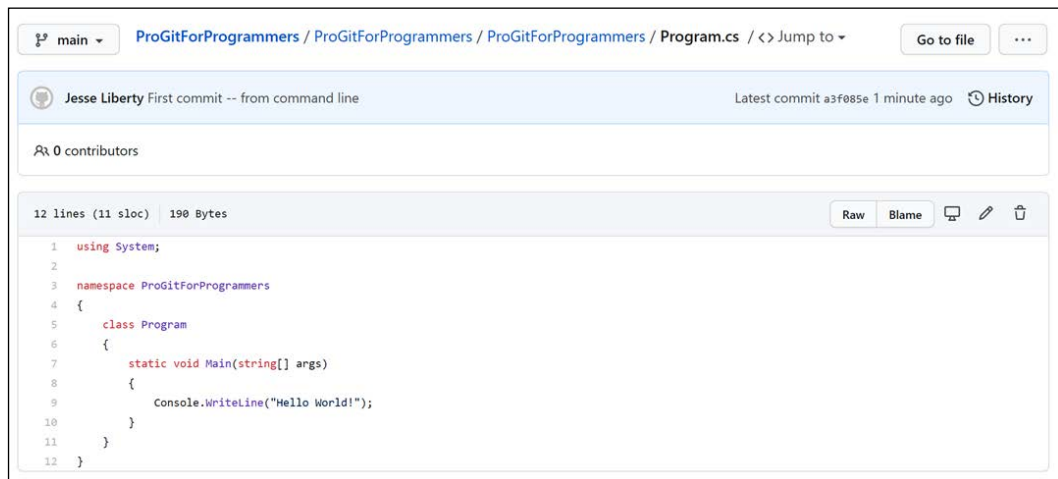 main ProGitForProgrammers / ProGitForProgrammers / ProGitForProgrammers / Program.cs / <> Jump to Go to file ...
Jesse Liberty First commit -- from command line Latest commit a3f085e 1 minute ago History
0 contributors
12 lines (11 sloc) 190 Bytes Raw Blame
1 using System;
2
3 namespace ProGitForProgrammers
4 {
5     class Program
6     {
7         static void Main(string[] args)
8         {
9             Console.WriteLine("Hello World!");
10         }
11     }
12 }